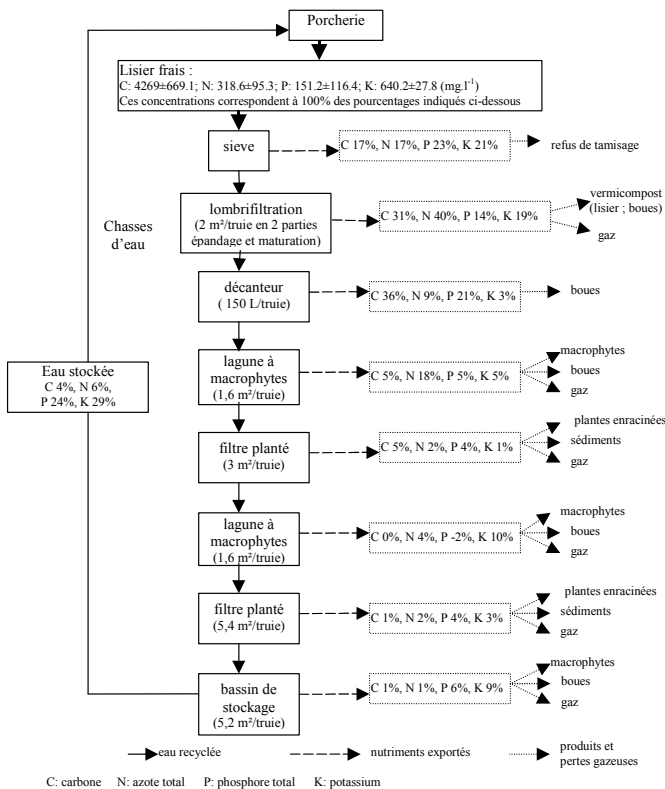 Porcherie
Lisier frais :
C: 4269±669.1; N: 318.6±95.3; P: 151.2±116.4; K: 640.2±27.8 (mg.l-1)
Ces concentrations correspondent à 100% des pourcentages indiqués ci-dessous
sieve
C 17%, N 17%, P 23%, K 21%
refus de tamisage
Chasses
d’eau
lombrifiltration
(2 m²/truie en 2 parties
épandage et maturation)
C 31%, N 40%, P 14%, K 19%
vermicompost
(lisier ; boues)
gaz
décanteur
( 150 L/truie)
C 36%, N 9%, P 21%, K 3%
boues
Eau stockée
C 4%, N 6%,
P 24%, K 29%
lagune à
macrophytes
(1,6 m²/truie)
C 5%, N 18%, P 5%, K 5%
macrophytes
boues
gaz
filtre planté
(3 m²/truie)
C 5%, N 2%, P 4%, K 1%
plantes enracinées
sédiments
gaz
lagune à
macrophytes
(1,6 m²/truie)
C 0%, N 4%, P -2%, K 10%
macrophytes
boues
gaz
filtre planté
(5,4 m²/truie)
C 1%, N 2%, P 4%, K 3%
plantes enracinées
sédiments
gaz
bassin de
stockage
(5,2 m²/truie)
C 1%, N 1%, P 6%, K 9%
macrophytes
boues
gaz
eau recyclée
nutriments exportés
produits et
pertes gazeuses
C: carbone N: azote total P: phosphore total K: potassium